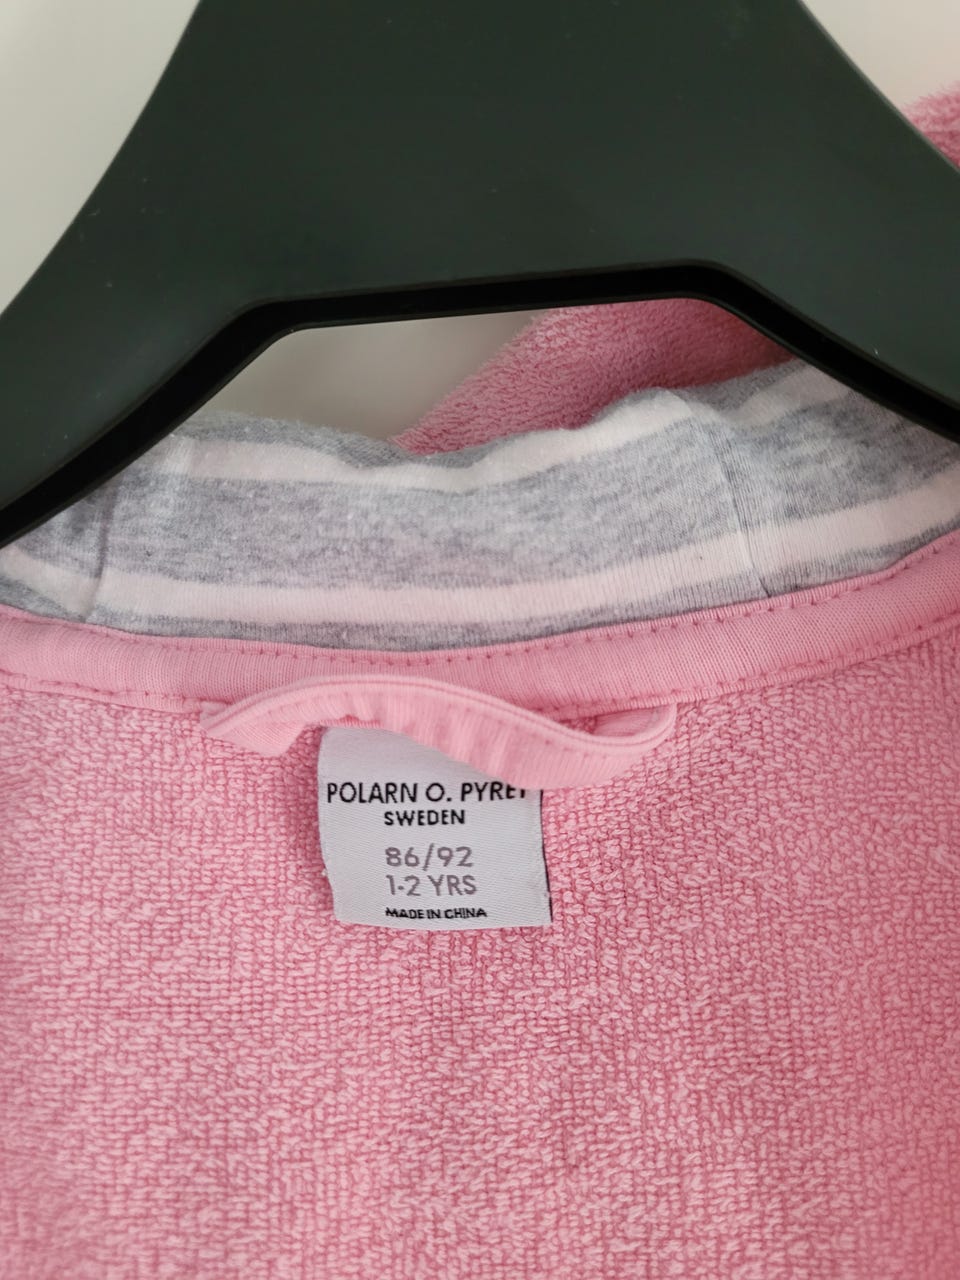 POLARN O. PYRET
SWEDEN
86/92
1-2 YRS
MADE IN CHINA